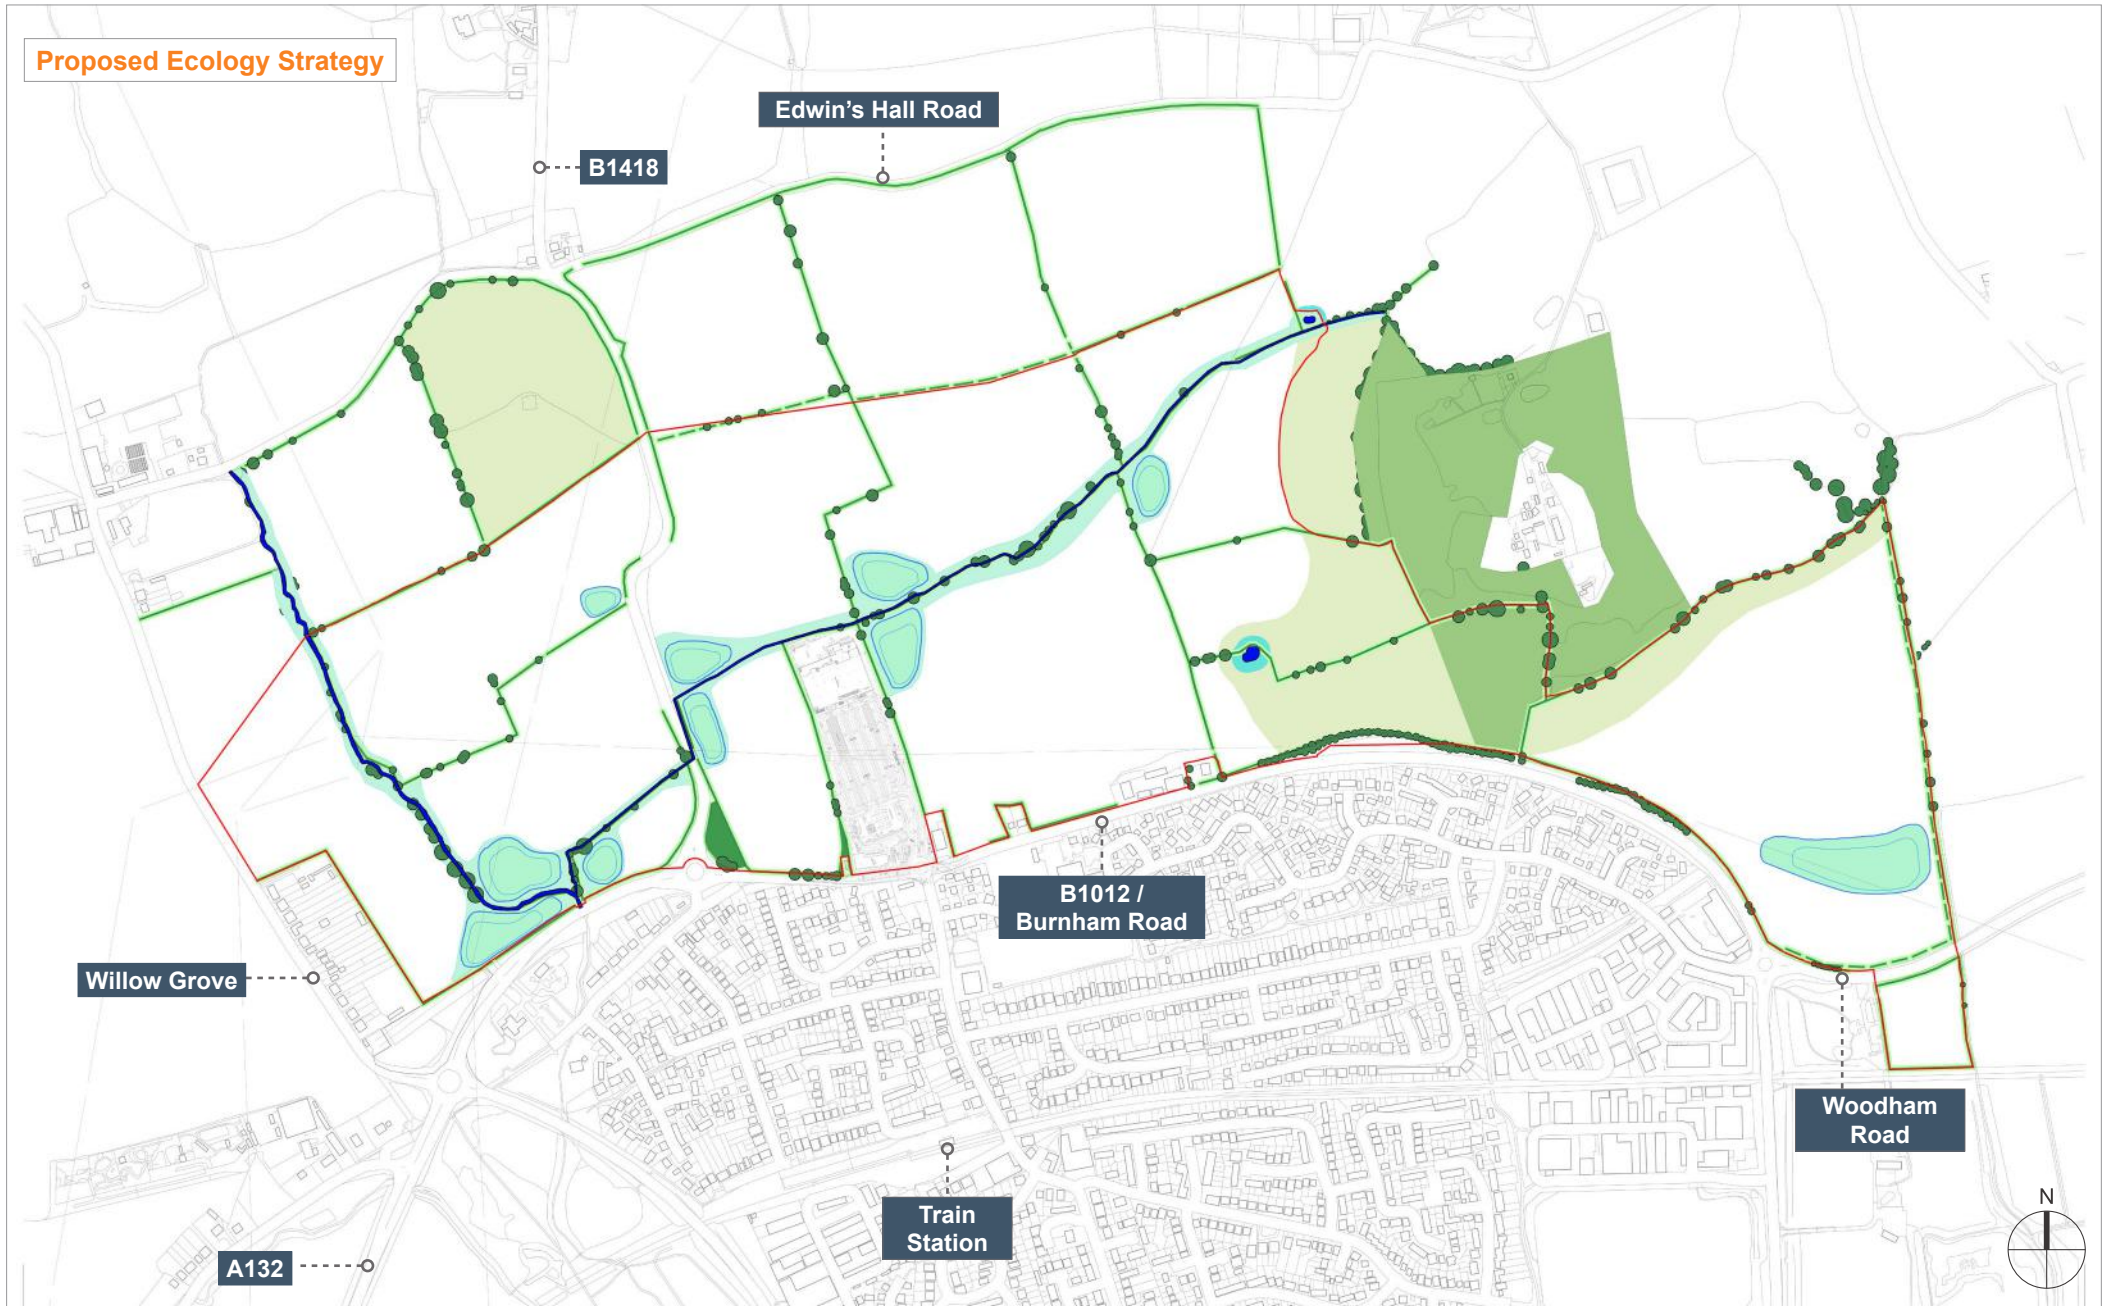 Proposed Ecology Strategy
Edwin's Hall Road
B1418
B1012 /
Burnham Road
Willow Grove
Woodham
Road
Train
Station
A132
N